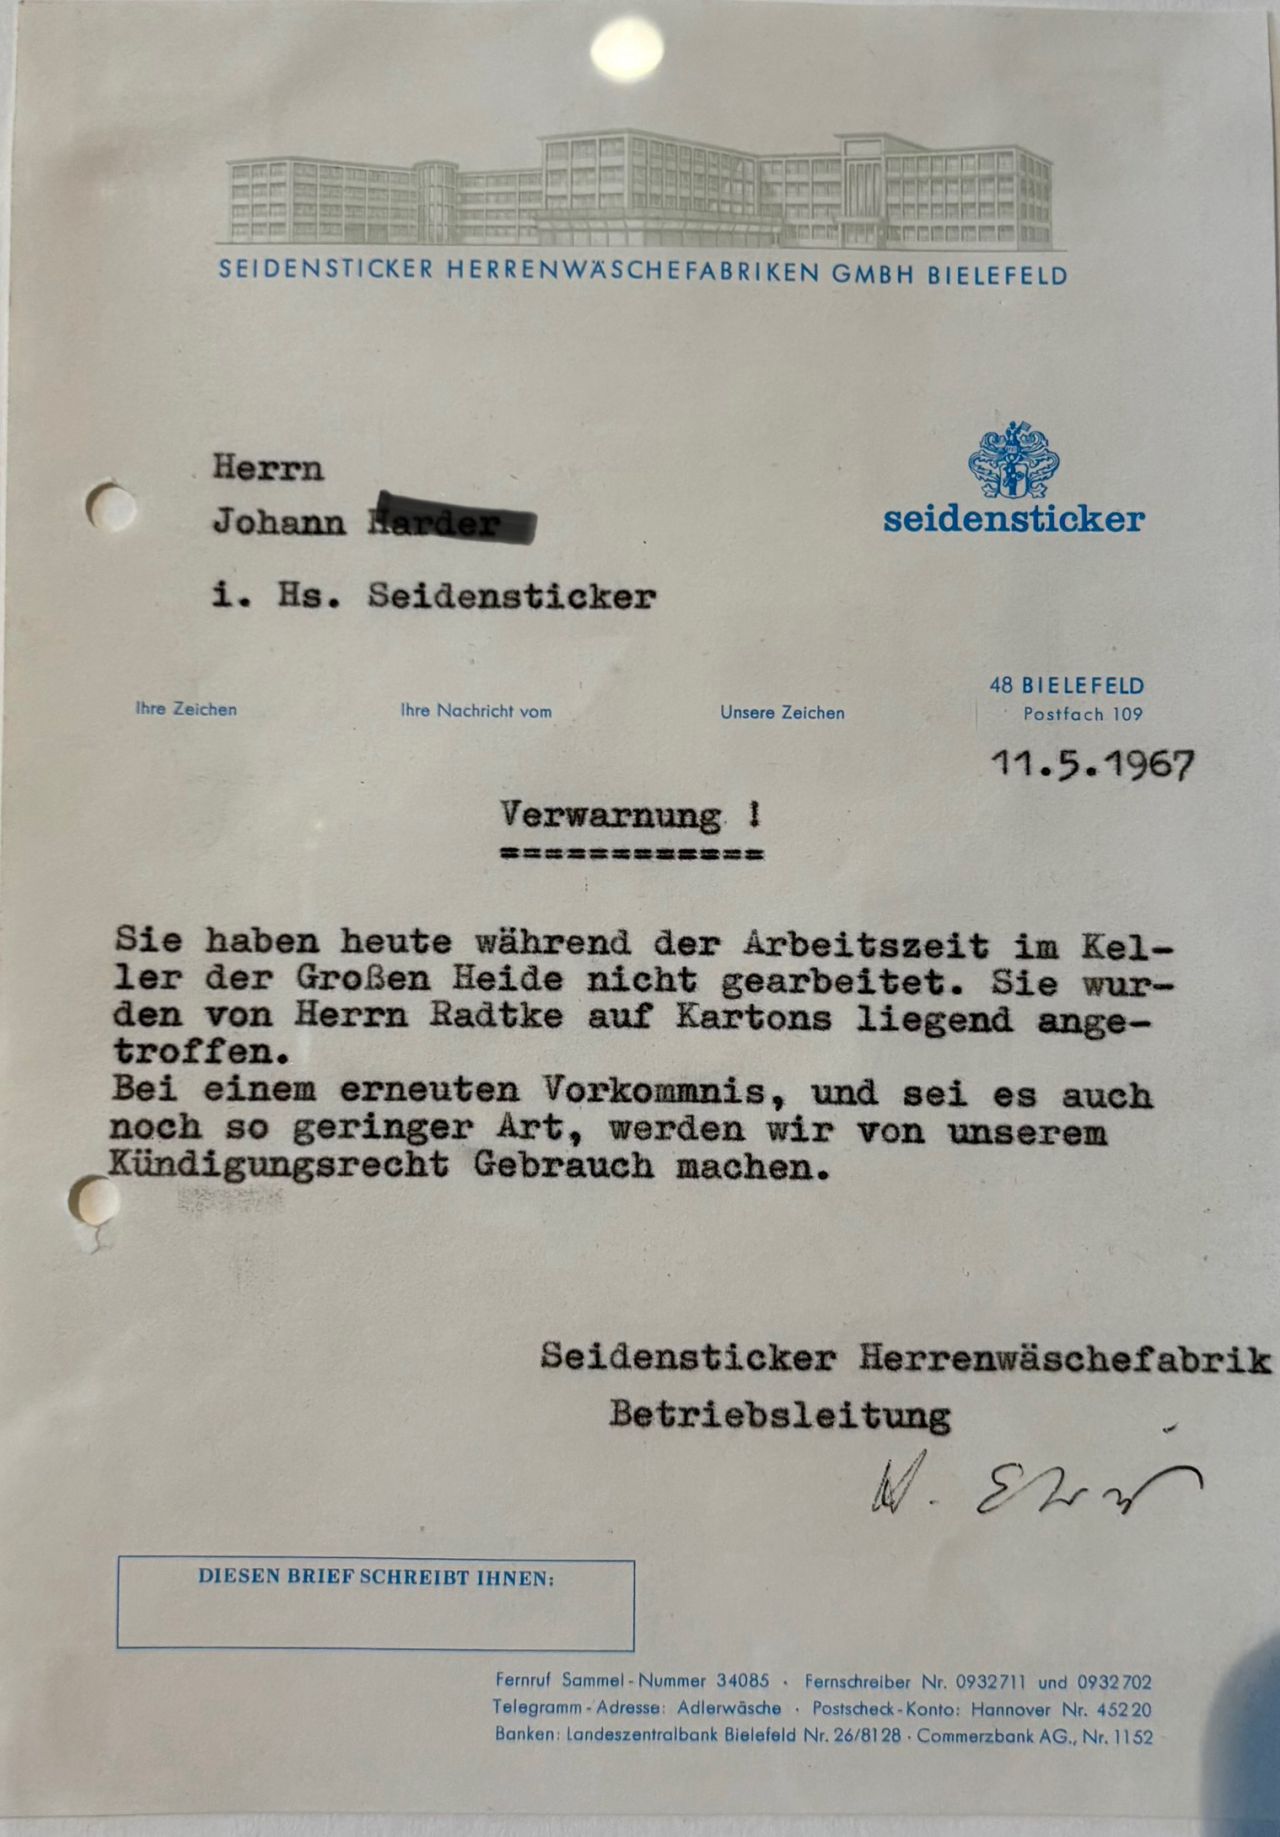 SEIDENSTICKER HERRENWÄSCHEFABRIKEN GMBH BIELEFELD
seidensticker
Herrn
Johann
i. Hs. Seidensticker
48 BIELEFELD
Postfach 109
Ihre Zeichen Ihre Nachricht vom Unsere Zeichen
11.5.1967
Verwarnung !
============
Sie haben heute während der Arbeitszeit im Kel-
ler der Großen Heide nicht gearbeitet. Sie wur-
den von Herrn Radtke auf Kartons liegend ange-
troffen.
Bei einem erneuten Vorkommnis, und sei es auch
noch so geringer Art, werden wir von unserem
Kündigungsrecht Gebrauch machen.
Seidensticker Herrenwäschefabrik
Betriebsleitung
DIESEN BRIEF SCHREIBT IHNEN:
Fernruf Sammel-Nummer 34085 · Fernschreiber Nr. 0932711 und 0932702
Telegramm-Adresse: Adlerwäsche · Postscheck-Konto: Hannover Nr. 45220
Banken: Landeszentralbank Bielefeld Nr. 26/8128 · Commerzbank AG., Nr. 1152